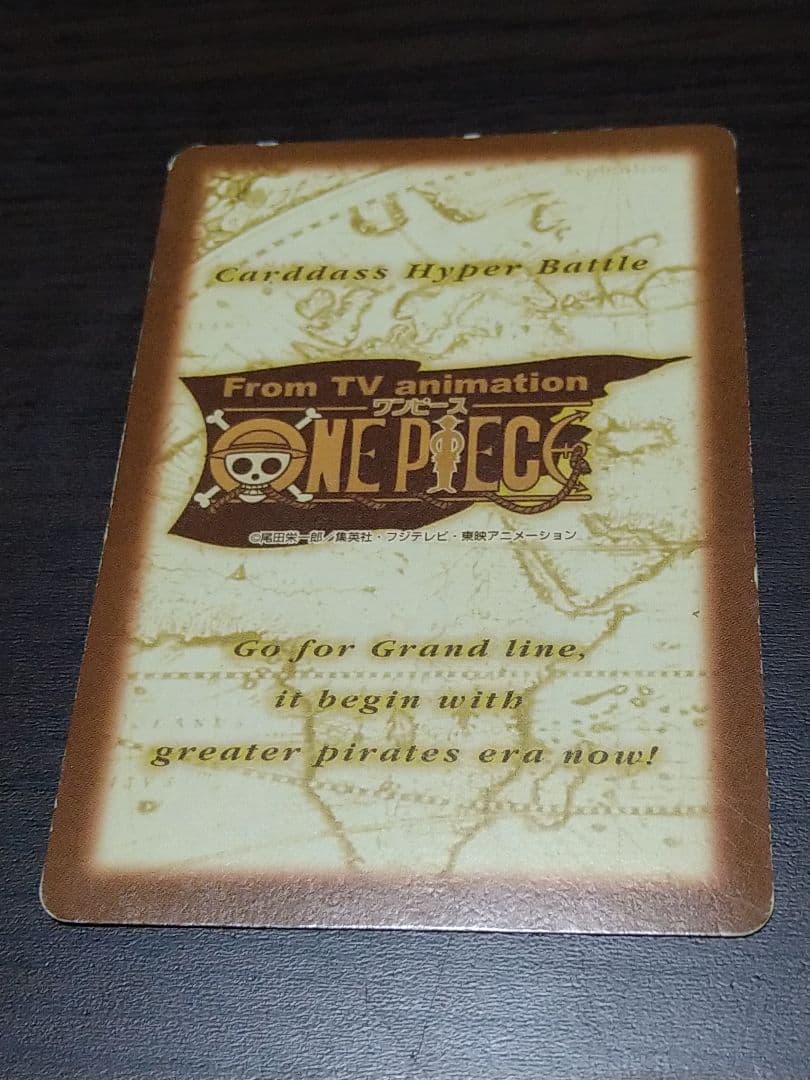 Carddass Hyper Battle
From TV animation
ワンピース
ONE PIECE
©尾田栄一郎／集英社・フジテレビ・東映アニメーション
Go for Grand line,
it begin with
greater pirates era now!